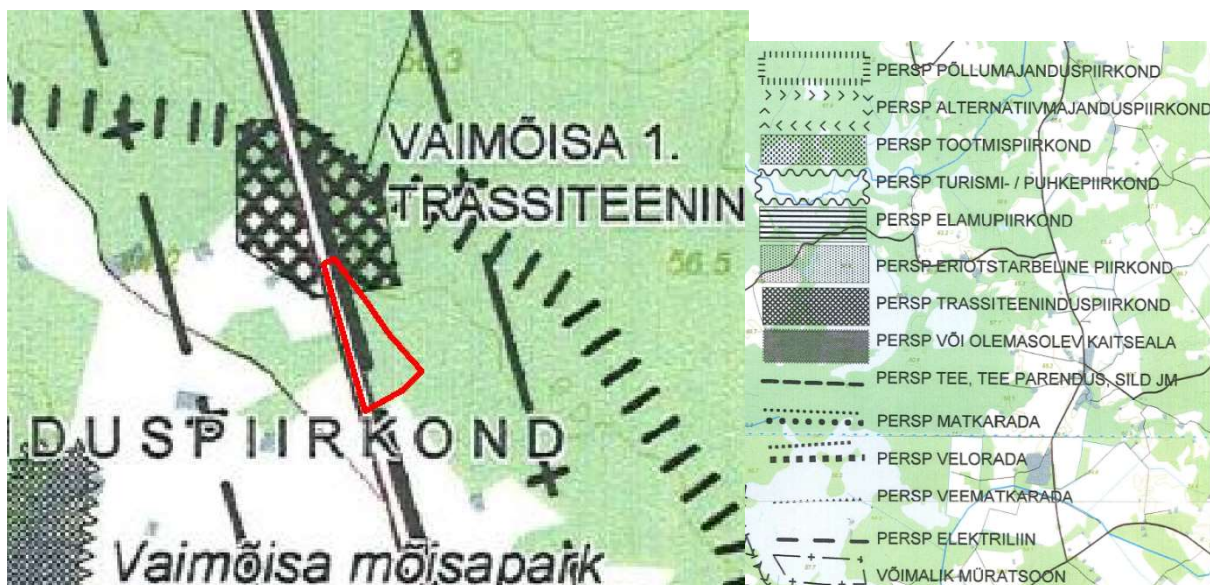 VAIMÕISA 1.
TRASSITEENIN
56.5
DUSPIIRKOND
Vaimõisa mõisapark
PERSP PÕLLUMAJANDUSPIIRKOND
PERSP ALTERNATIIVMAJANDUSPIIRKOND
PERSP TOOTMISPIIRKOND
PERSP TURISMI- / PUHKEPIIRKOND
PERSP ELAMUPIIRKOND
PERSP ERIOTSTARBELINE PIIRKOND
PERSP TRASSITEENINDUSPIIRKOND
PERSP VÕI OLEMASOLEV KAITSEALA
PERSP TEE, TEE PARENDUS, SILD JM
PERSP MATKARADA
PERSP VELORADA
PERSP VEEMATKARADA
PERSP ELEKTRILIIN
VÕIMALIK MÜRATSOON